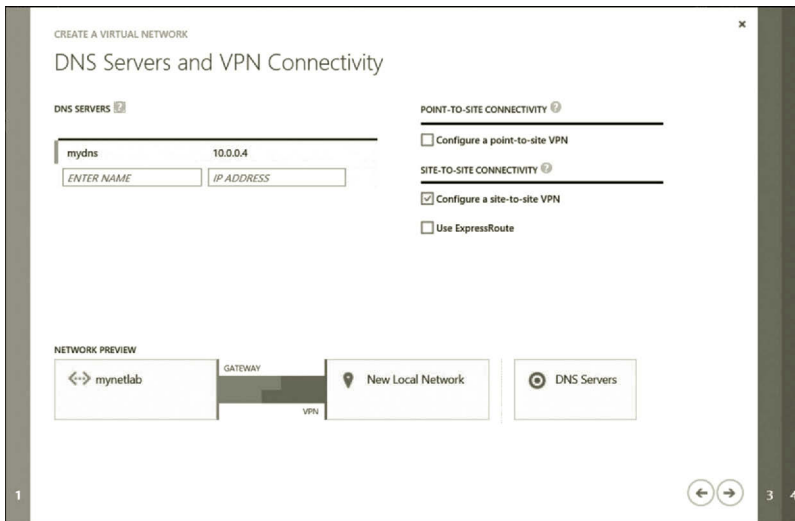 CREATE A VIRTUAL NETWORK
DNS Servers and VPN Connectivity
DNS SERVERS ?
mydns 10.0.0.4
ENTER NAME IP ADDRESS
POINT-TO-SITE CONNECTIVITY ?
Configure a point-to-site VPN
SITE-TO-SITE CONNECTIVITY ?
Configure a site-to-site VPN
Use ExpressRoute
NETWORK PREVIEW
mynetlab
GATEWAY
VPN
New Local Network
DNS Servers
1
3 4